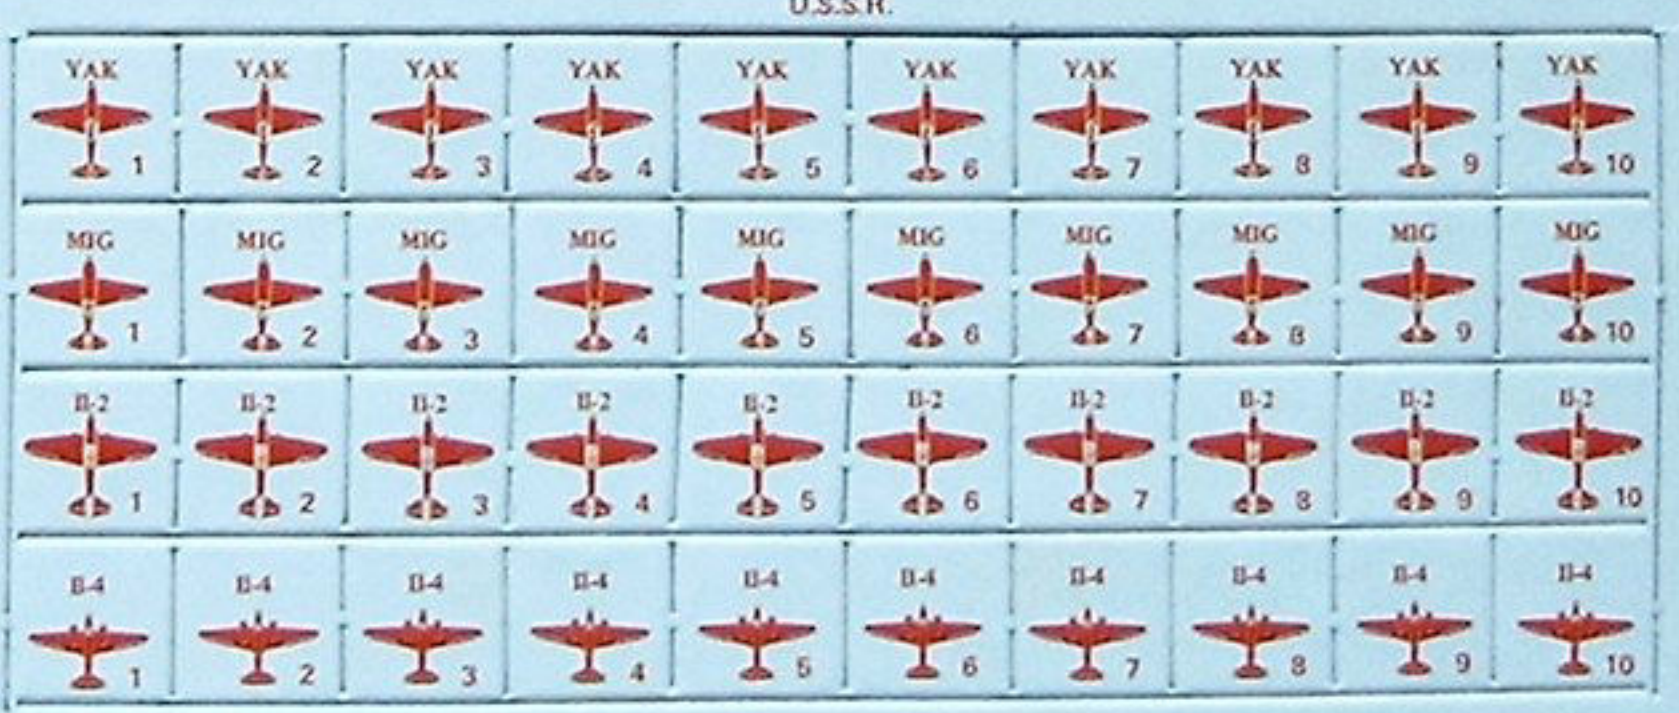 U.S.S.R.
YAK YAK YAK YAK YAK YAK YAK YAK YAK YAK
1 2 3 4 5 6 7 8 9 10
MIG MIG MIG MIG MIG MIG MIG MIG MIG MIG
1 2 3 4 5 6 7 8 9 10
Il-2 Il-2 Il-2 Il-2 Il-2 Il-2 Il-2 Il-2 Il-2 Il-2
1 2 3 4 5 6 7 8 9 10
Il-4 Il-4 Il-4 Il-4 Il-4 Il-4 Il-4 Il-4 Il-4 Il-4
1 2 3 4 5 6 7 8 9 10